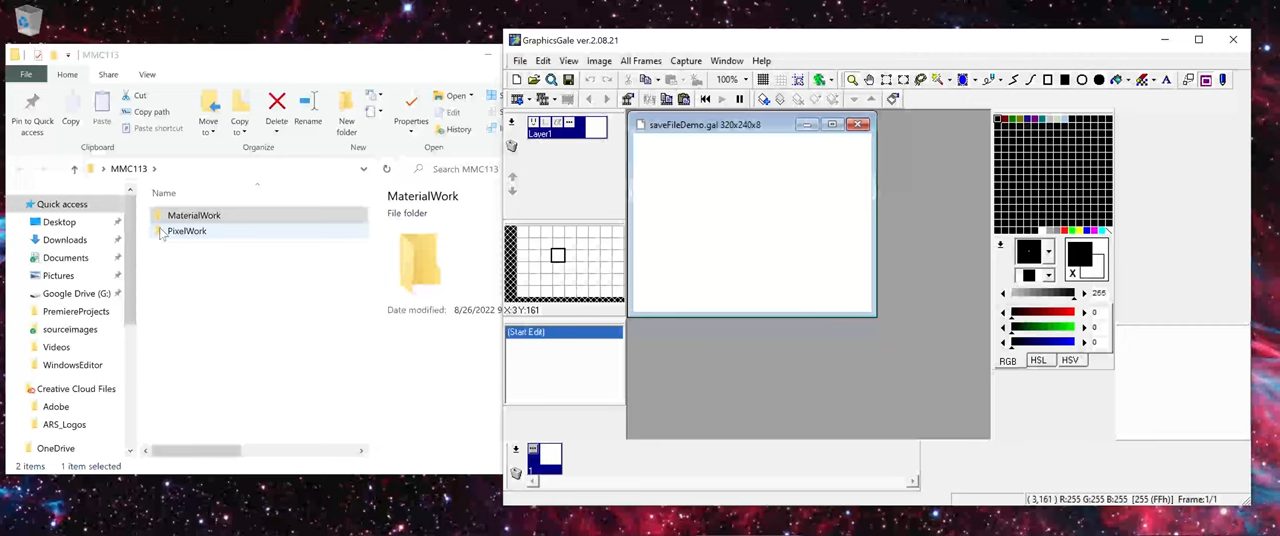 MMC113
File
Home
Share
View
Pin to Quick access
Copy
Paste
Cut
Copy path
Paste shortcut
Clipboard
Move to
Copy to
Delete
Rename
Organize
New folder
New
Properties
Open
Edit
History
Open
MMC113
Search MMC113
Quick access
Desktop
Downloads
Documents
Pictures
Google Drive (G:)
PremiereProjects
sourceimages
Videos
WindowsEditor
Creative Cloud Files
Adobe
ARS_Logos
OneDrive
Name
MaterialWork
PixelWork
MaterialWork
File folder
Date modified: 8/26/2022 9
2 items
1 item selected
GraphicsGale ver.2.08.21
File Edit View Image All Frames Capture Window Help
100%
Layer1
saveFileDemo.gal 320x240x8
X:3 Y:161
(Start Edit)
1
X
255
0
0
0
RGB
HSL
HSV
( 3,161) R:255 G:255 B:255 [255 (FFh) Frame:1/1